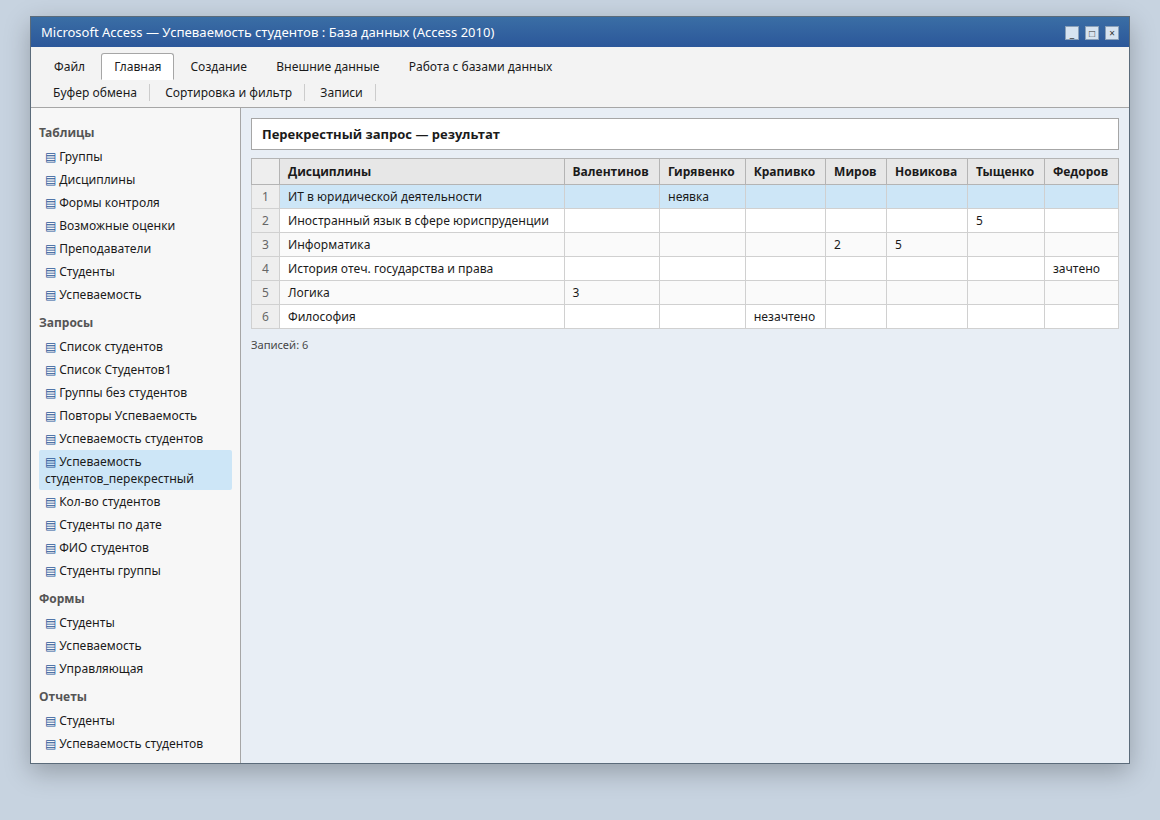 Microsoft Access — Успеваемость студентов : База данных (Access 2010)
Файл Главная Создание Внешние данные Работа с базами данных
Буфер обмена Сортировка и фильтр Записи
Таблицы
Группы
Дисциплины
Формы контроля
Возможные оценки
Преподаватели
Студенты
Успеваемость
Запросы
Список студентов
Список Студентов1
Группы без студентов
Повторы Успеваемость
Успеваемость студентов
Успеваемость
студентов_перекрестный
Кол-во студентов
Студенты по дате
ФИО студентов
Студенты группы
Формы
Студенты
Успеваемость
Управляющая
Отчеты
Студенты
Успеваемость студентов
Перекрестный запрос — результат
Дисциплины Валентинов Гирявенко Крапивко Миров Новикова Тыщенко Федоров
1 ИТ в юридической деятельности неявка
2 Иностранный язык в сфере юриспруденции 5
3 Информатика 2 5
4 История отеч. государства и права зачтено
5 Логика 3
6 Философия незачтено
Записей: 6